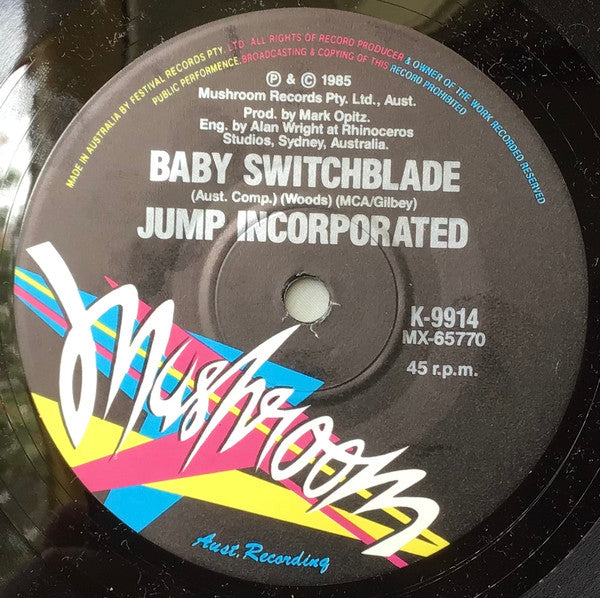 MADE IN AUSTRALIA BY FESTIVAL RECORDS PTY. LTD ALL RIGHTS OF RECORD PRODUCER & OWNER OF THE WORK RECORDED RESERVED
PUBLIC PERFORMENCE. BROADCASTING & COPYING OF THIS RECORD PROHIBITED
Ⓟ & © 1985
Mushroom Records Pty. Ltd., Aust.
Prod. by Mark Opitz.
Eng. by Alan Wright at Rhinoceros
Studios, Sydney, Australia.
BABY SWITCHBLADE
(Aust. Comp.) (Woods) (MCA/Gilbey)
JUMP INCORPORATED
K-9914
MX-65770
45 r.p.m.
Mushroom
Aust. Recording